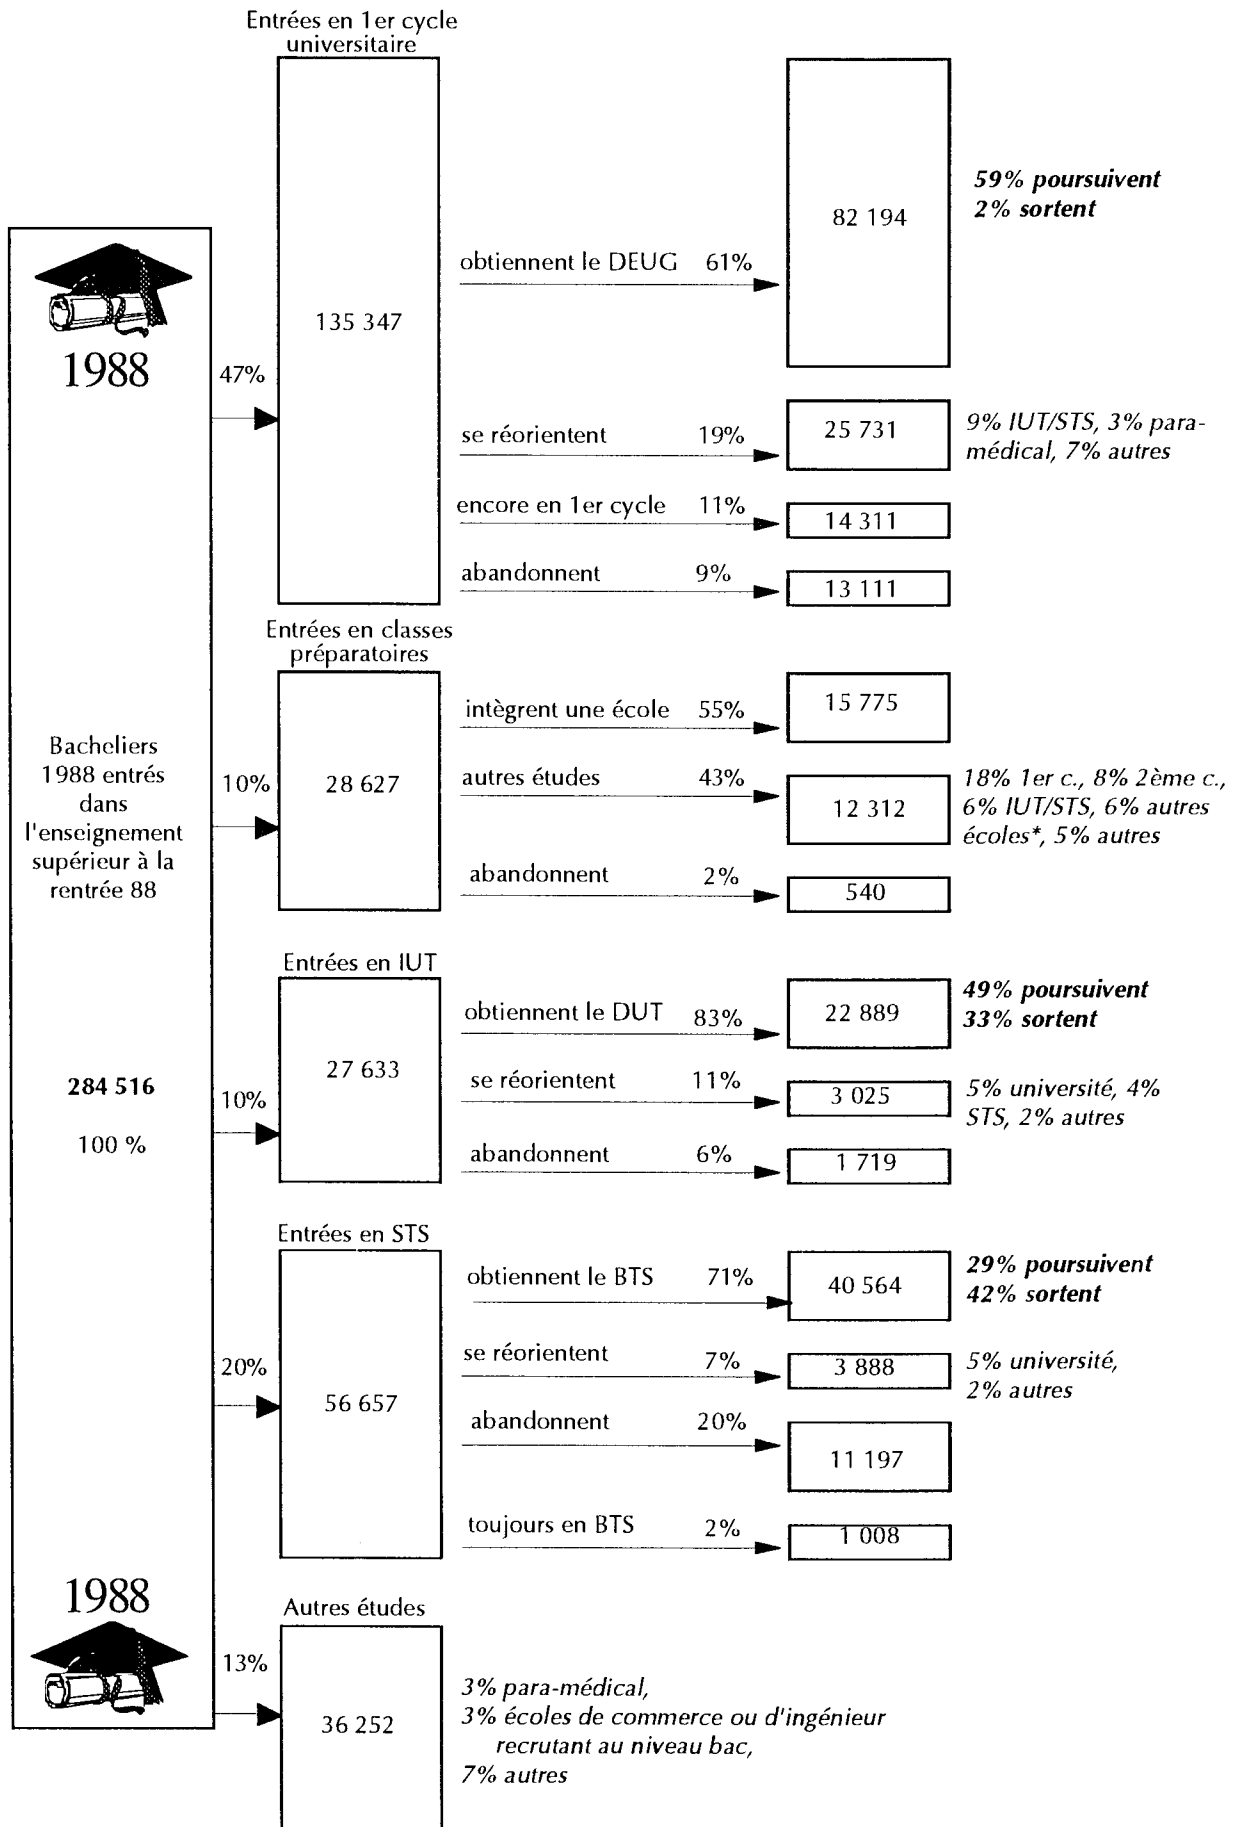 1988
Bacheliers
1988 entrés
dans
l'enseignement
supérieur à la
rentrée 88
284 516
100 %
1988
47%
Entrées en 1er cycle
universitaire
135 347
obtiennent le DEUG 61%
82 194
59% poursuivent
2% sortent
se réorientent 19%
25 731
9% IUT/STS, 3% para-
médical, 7% autres
encore en 1er cycle 11%
14 311
abandonnent 9%
13 111
10%
Entrées en classes
préparatoires
28 627
intègrent une école 55%
15 775
autres études 43%
12 312
18% 1er c., 8% 2ème c.,
6% IUT/STS, 6% autres
écoles*, 5% autres
abandonnent 2%
540
10%
Entrées en IUT
27 633
obtiennent le DUT 83%
22 889
49% poursuivent
33% sortent
se réorientent 11%
3 025
5% université, 4%
STS, 2% autres
abandonnent 6%
1 719
20%
Entrées en STS
56 657
obtiennent le BTS 71%
40 564
29% poursuivent
42% sortent
se réorientent 7%
3 888
5% université,
2% autres
abandonnent 20%
11 197
toujours en BTS 2%
1 008
13%
Autres études
36 252
3% para-médical,
3% écoles de commerce ou d'ingénieur
recrutant au niveau bac,
7% autres